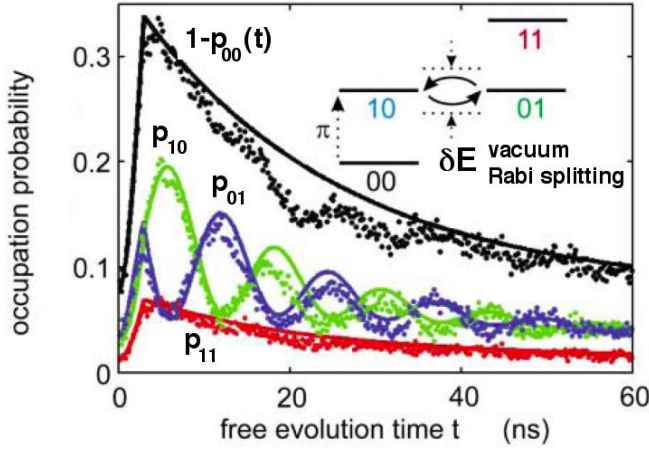 0.3
0.2
0.1
0
occupation probability
1-p00(t)
p10
p01
p11
11
10
01
π
00
δE
vacuum
Rabi splitting
0
20
40
60
free evolution time t (ns)